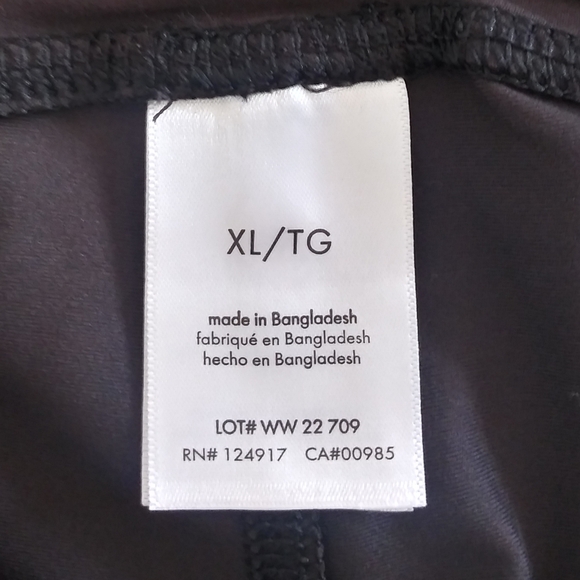 XL/TG
made in Bangladesh
fabriqué en Bangladesh
hecho en Bangladesh
LOT# WW 22 709
RN# 124917 CA#00985